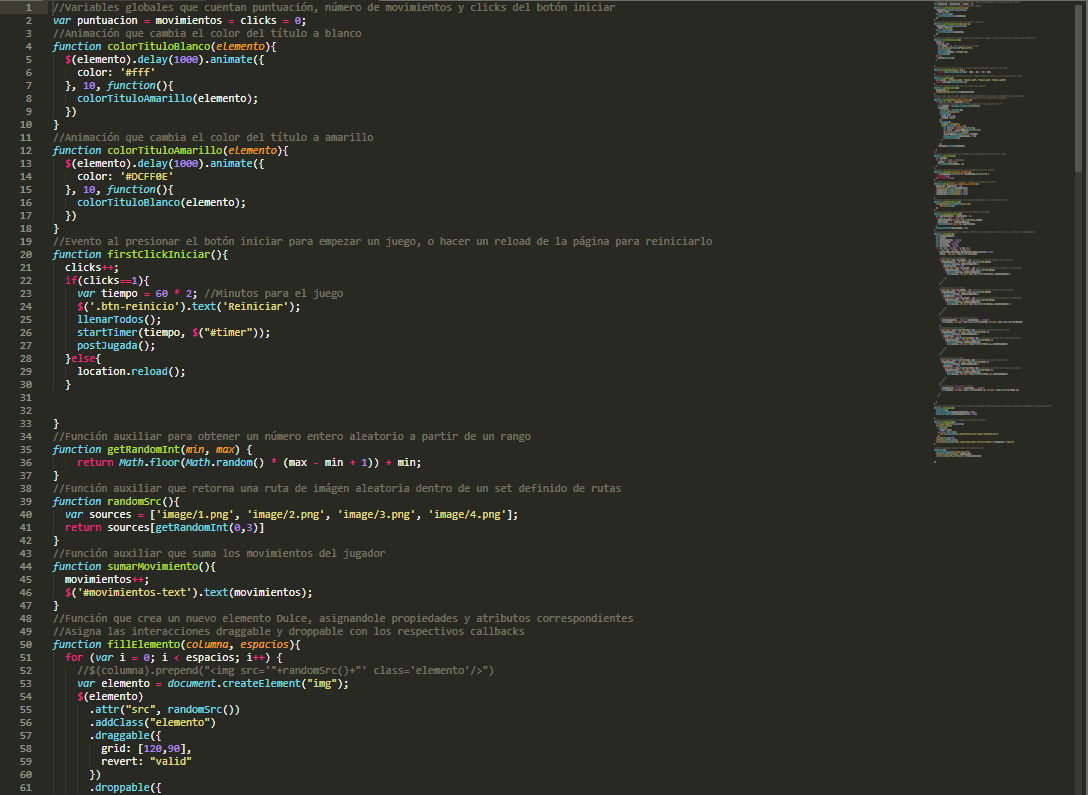 1 //Variables globales que cuentan puntuación, número de movimientos y clicks del botón iniciar
2 var puntuacion = movimientos = clicks = 0;
3 //Animación que cambia el color del título a blanco
4 function colorTituloBlanco(elemento){
5 $(elemento).delay(1000).animate({
6 color: '#fff'
7 }, 10, function(){
8 colorTituloAmarillo(elemento);
9 })
10 }
11 //Animación que cambia el color del título a amarillo
12 function colorTituloAmarillo(elemento){
13 $(elemento).delay(1000).animate({
14 color: '#DCFF0E'
15 }, 10, function(){
16 colorTituloBlanco(elemento);
17 })
18 }
19 //Evento al presionar el botón iniciar para empezar un juego, o hacer un reload de la página para reiniciarlo
20 function firstClickIniciar(){
21 clicks++;
22 if(clicks==1){
23 var tiempo = 60 * 2; //Minutos para el juego
24 $('.btn-reinicio').text('Reiniciar');
25 llenarTodos();
26 startTimer(tiempo, $("#timer"));
27 postJugada();
28 }else{
29 location.reload();
30 }
31
32
33 }
34 //Función auxiliar para obtener un número entero aleatorio a partir de un rango
35 function getRandomInt(min, max) {
36 return Math.floor(Math.random() * (max - min + 1)) + min;
37 }
38 //Función auxiliar que retorna una ruta de imágen aleatoria dentro de un set definido de rutas
39 function randomSrc(){
40 var sources = ['image/1.png', 'image/2.png', 'image/3.png', 'image/4.png'];
41 return sources[getRandomInt(0,3)]
42 }
43 //Función auxiliar que suma los movimientos del jugador
44 function sumarMovimiento(){
45 movimientos++;
46 $('#movimientos-text').text(movimientos);
47 }
48 //Función que crea un nuevo elemento Dulce, asignandole propiedades y atributos correspondientes
49 //Asigna las interacciones draggable y droppable con los respectivos callbacks
50 function fillElemento(columna, espacios){
51 for (var i = 0; i < espacios; i++) {
52 //$(columna).prepend("<img src='"+randomSrc()+"' class='elemento'/>")
53 var elemento = document.createElement("img");
54 $(elemento)
55 .attr("src", randomSrc())
56 .addClass("elemento")
57 .draggable({
58 grid: [120,90],
59 revert: "valid"
60 })
61 .droppable({